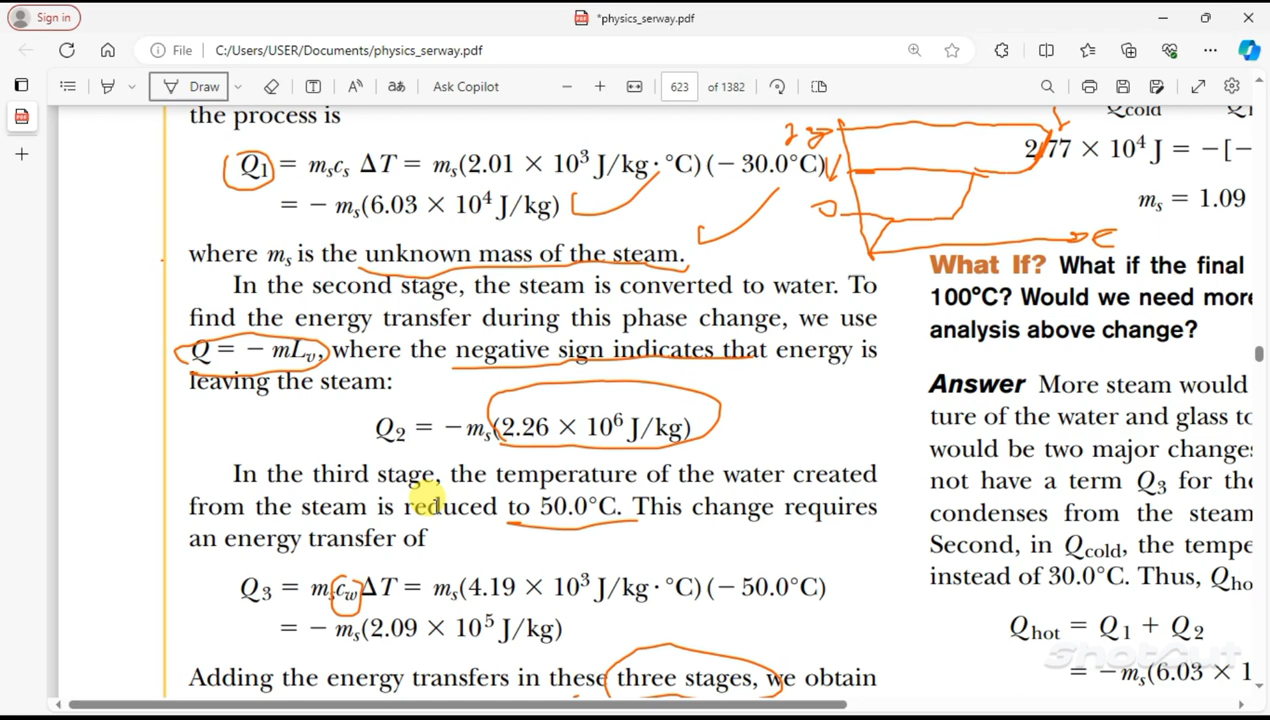 Sign in
*physics_serway.pdf
File C:/Users/USER/Documents/physics_serway.pdf
Draw Ask Copilot 623 of 1382
the process is
Q₁ = mₛcₛ ΔT = mₛ(2.01 × 10³ J/kg · °C)(− 30.0°C)
= − mₛ(6.03 × 10⁴ J/kg)
where mₛ is the unknown mass of the steam.
In the second stage, the steam is converted to water. To
find the energy transfer during this phase change, we use
Q = − mLᵥ, where the negative sign indicates that energy is
leaving the steam:
Q₂ = −mₛ(2.26 × 10⁶ J/kg)
In the third stage, the temperature of the water created
from the steam is reduced to 50.0°C. This change requires
an energy transfer of
Q₃ = mₛc_w ΔT = mₛ(4.19 × 10³ J/kg · °C)(− 50.0°C)
= − mₛ(2.09 × 10⁵ J/kg)
Adding the energy transfers in these three stages, we obtain
Qcold
2.77 × 10⁴ J = −[−
mₛ = 1.09
What If? What if the final
100°C? Would we need more
analysis above change?
Answer More steam would
ture of the water and glass to
would be two major changes
not have a term Q₃ for the
condenses from the steam
Second, in Qcold, the tempe
instead of 30.0°C. Thus, Qho
Qhot = Q₁ + Q₂
= −mₛ(6.03 × 1
shotcut